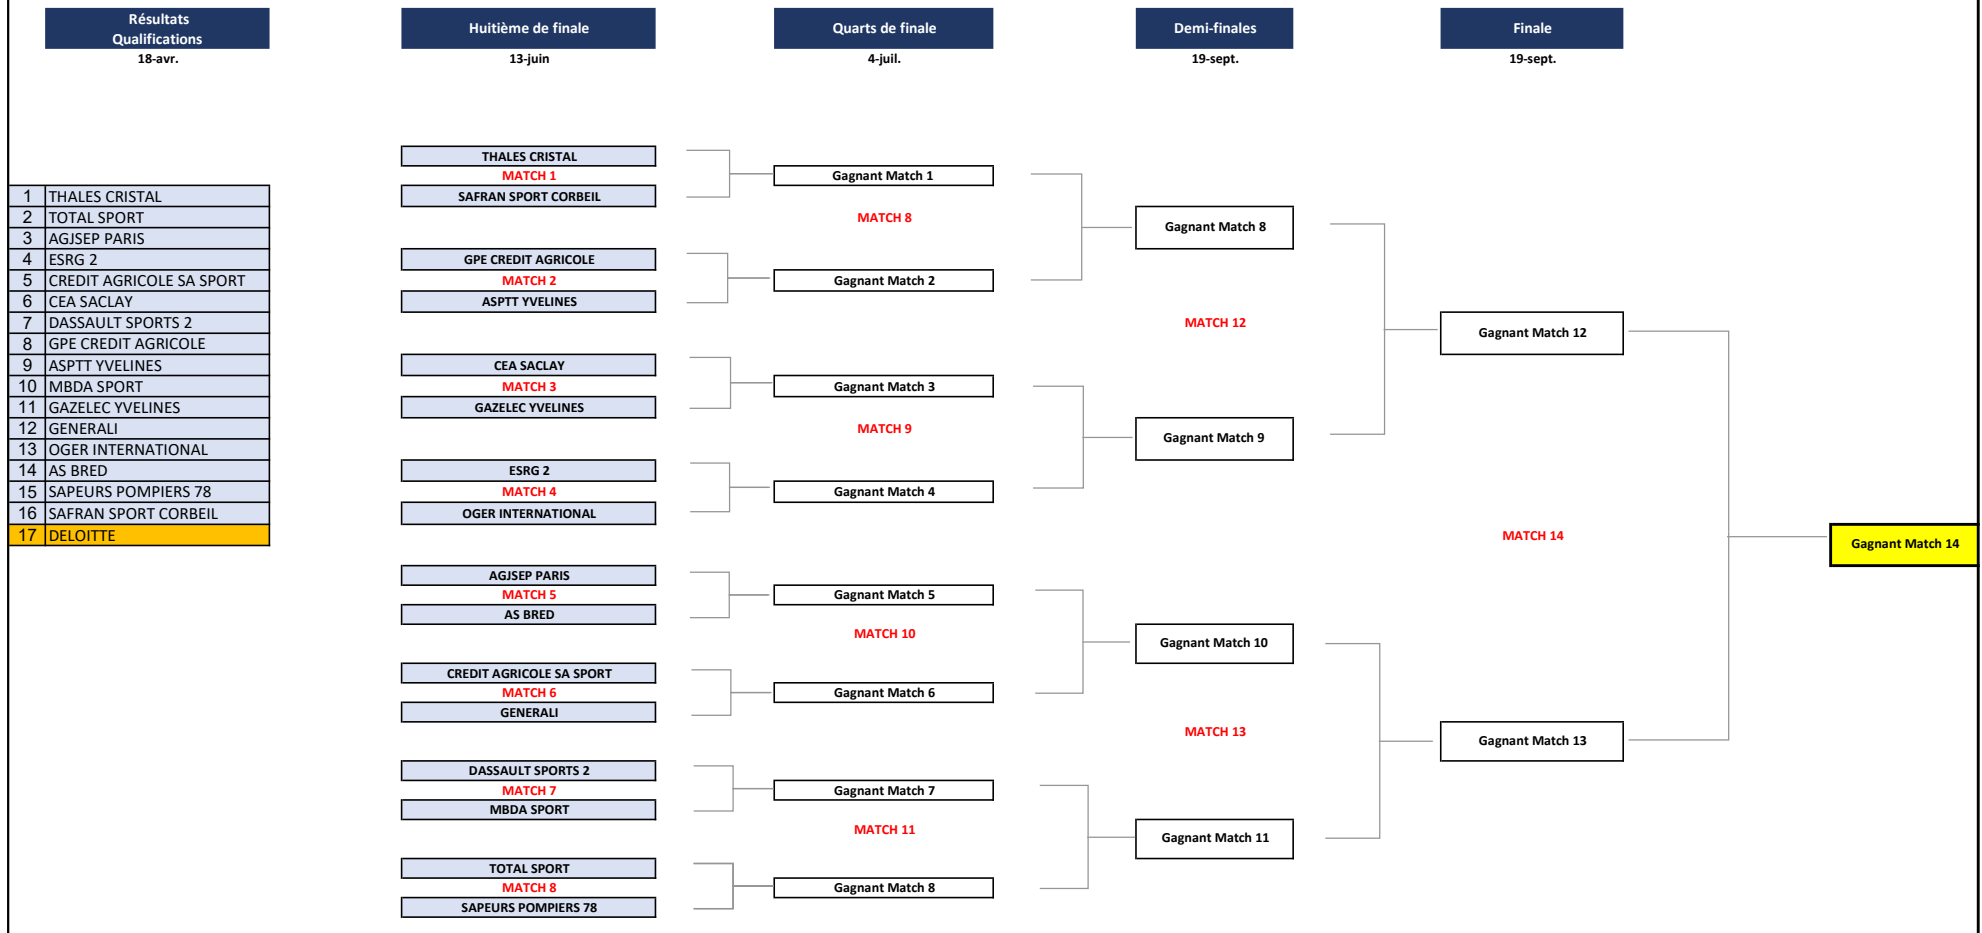 Résultats
Qualifications
18-avr.
Huitième de finale
13-juin
Quarts de finale
4-juil.
Demi-finales
19-sept.
Finale
19-sept.
1 THALES CRISTAL
2 TOTAL SPORT
3 AGJSEP PARIS
4 ESRG 2
5 CREDIT AGRICOLE SA SPORT
6 CEA SACLAY
7 DASSAULT SPORTS 2
8 GPE CREDIT AGRICOLE
9 ASPTT YVELINES
10 MBDA SPORT
11 GAZELEC YVELINES
12 GENERALI
13 OGER INTERNATIONAL
14 AS BRED
15 SAPEURS POMPIERS 78
16 SAFRAN SPORT CORBEIL
17 DELOITTE
THALES CRISTAL
MATCH 1
SAFRAN SPORT CORBEIL
GPE CREDIT AGRICOLE
MATCH 2
ASPTT YVELINES
CEA SACLAY
MATCH 3
GAZELEC YVELINES
ESRG 2
MATCH 4
OGER INTERNATIONAL
AGJSEP PARIS
MATCH 5
AS BRED
CREDIT AGRICOLE SA SPORT
MATCH 6
GENERALI
DASSAULT SPORTS 2
MATCH 7
MBDA SPORT
TOTAL SPORT
MATCH 8
SAPEURS POMPIERS 78
Gagnant Match 1
MATCH 8
Gagnant Match 2
Gagnant Match 3
MATCH 9
Gagnant Match 4
Gagnant Match 5
MATCH 10
Gagnant Match 6
Gagnant Match 7
MATCH 11
Gagnant Match 8
Gagnant Match 8
MATCH 12
Gagnant Match 9
Gagnant Match 10
MATCH 13
Gagnant Match 11
Gagnant Match 12
MATCH 14
Gagnant Match 13
Gagnant Match 14